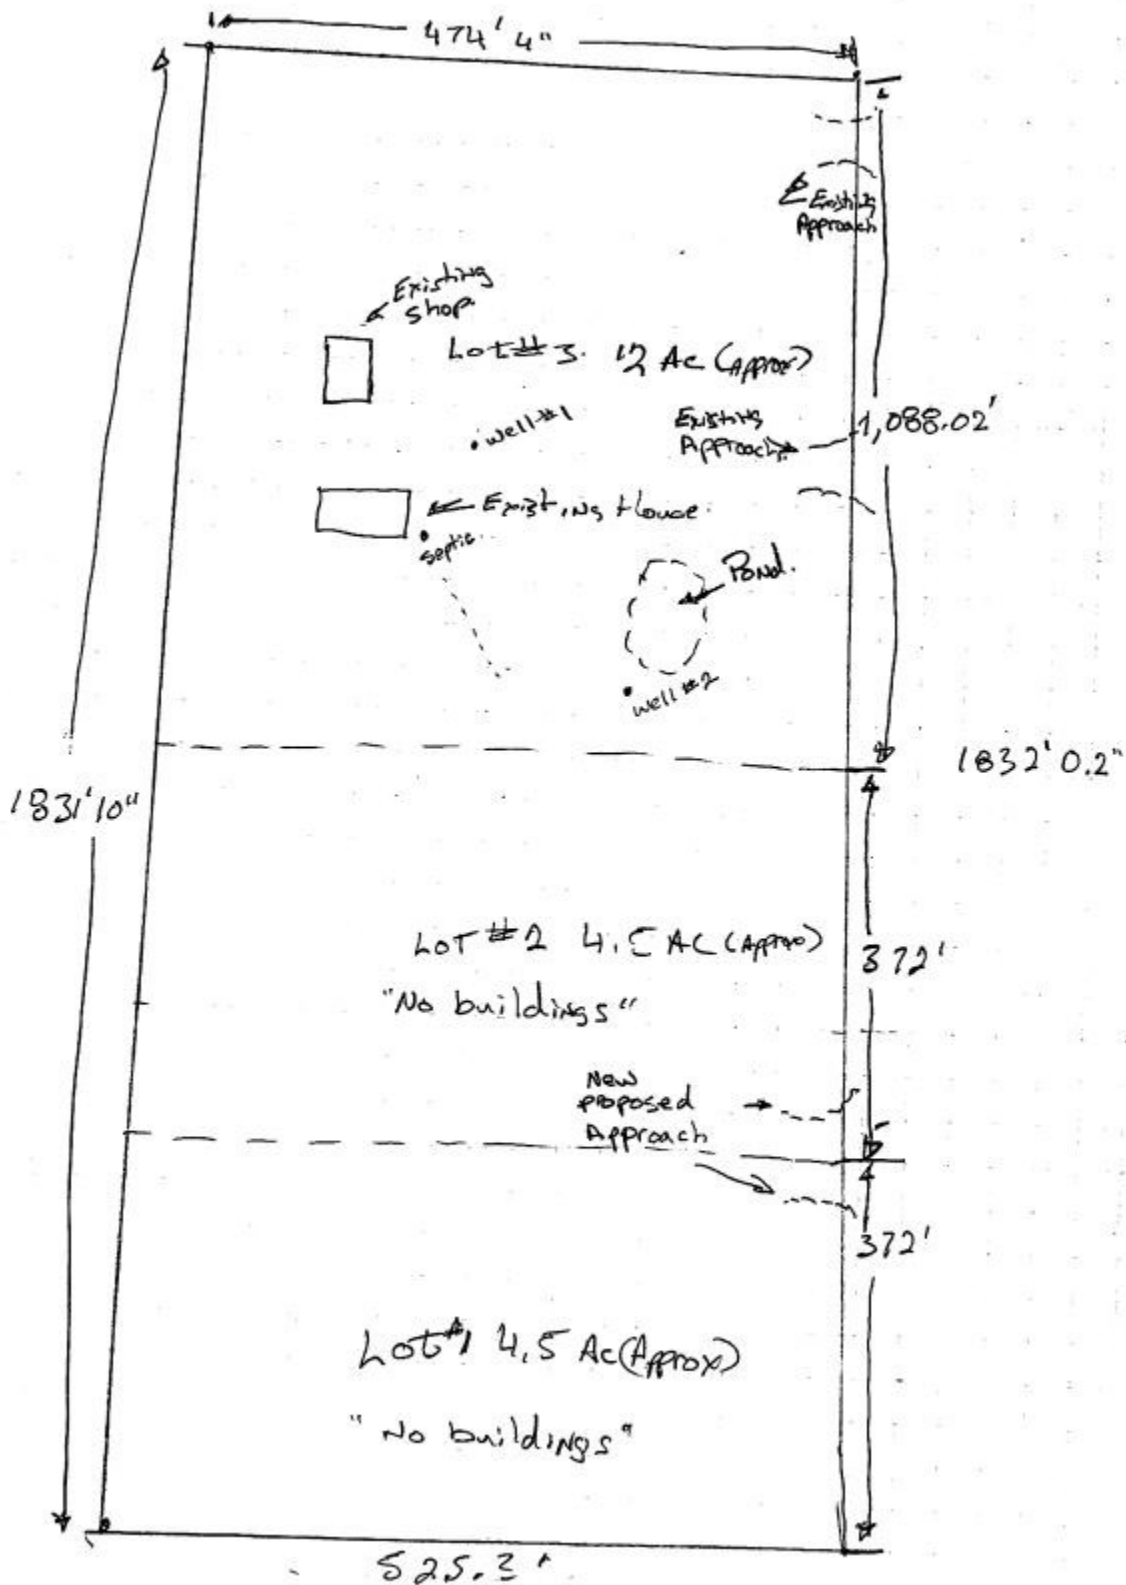 474' 4"
Existing
Approach
Existing
shop
Lot # 3. 12 Ac (Approx)
well #1
Existing
Approach
1,088.02'
Existing House
septic
Pond.
well #2
1832' 0.2"
1831' 10"
LOT #2 4.5 AC (Approx)
372'
"No buildings"
New
proposed
Approach
372'
Lot #1 4.5 Ac (Approx)
"No buildings"
525.3'